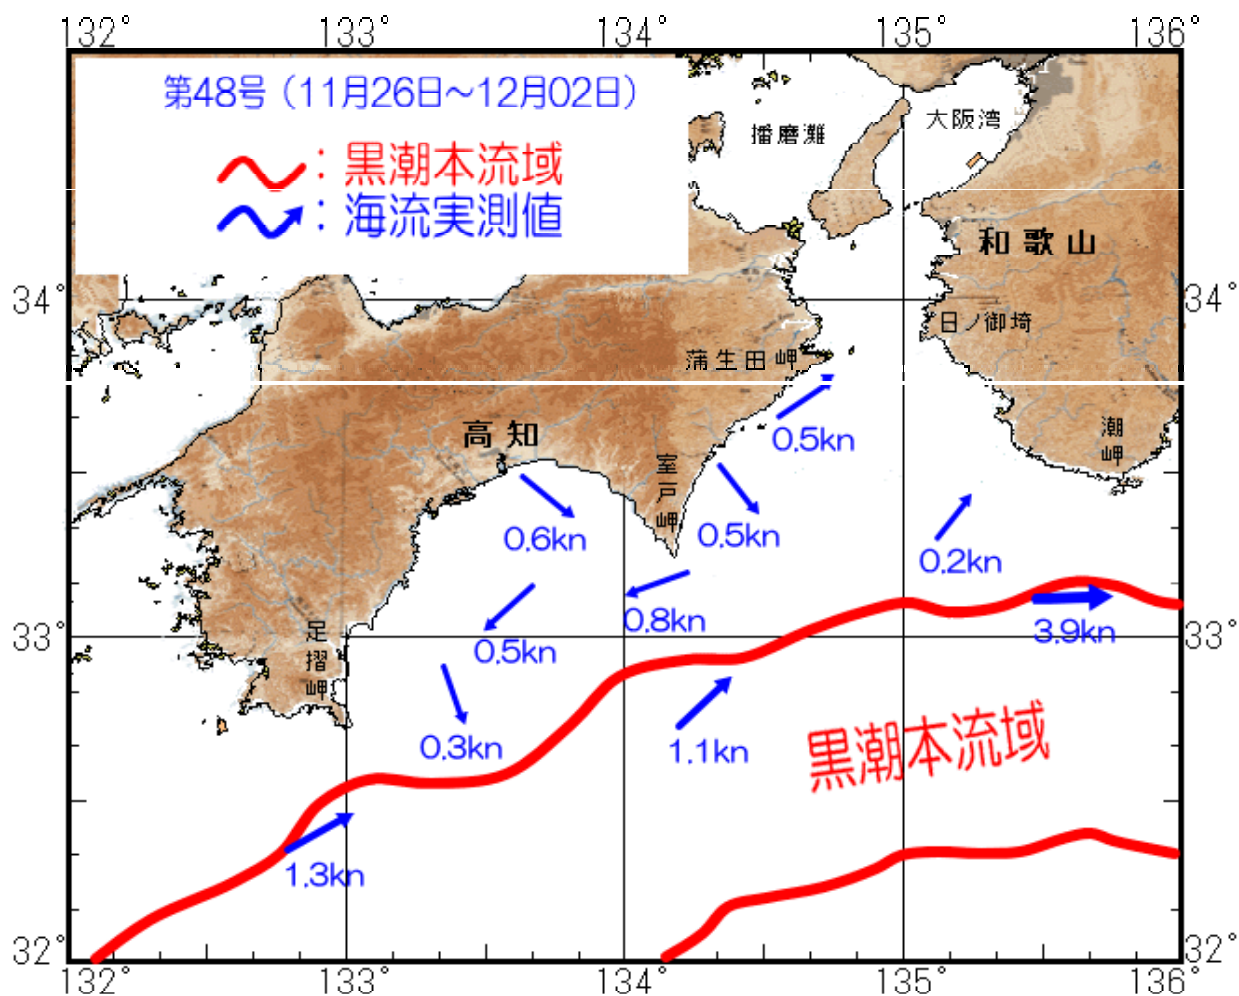 132° 133° 134° 135° 136°
第48号（11月26日～12月02日）
：黒潮本流域
：海流実測値
播磨灘
大阪湾
和歌山
34° 34°
日ノ御埼
蒲生田岬
潮岬
高知
0.5kn
室戸岬
0.6kn
0.5kn
0.2kn
0.8kn
3.9kn
33° 33°
足摺岬
0.5kn
0.3kn
1.1kn
黒潮本流域
1.3kn
32° 32°
132° 133° 134° 135° 136°